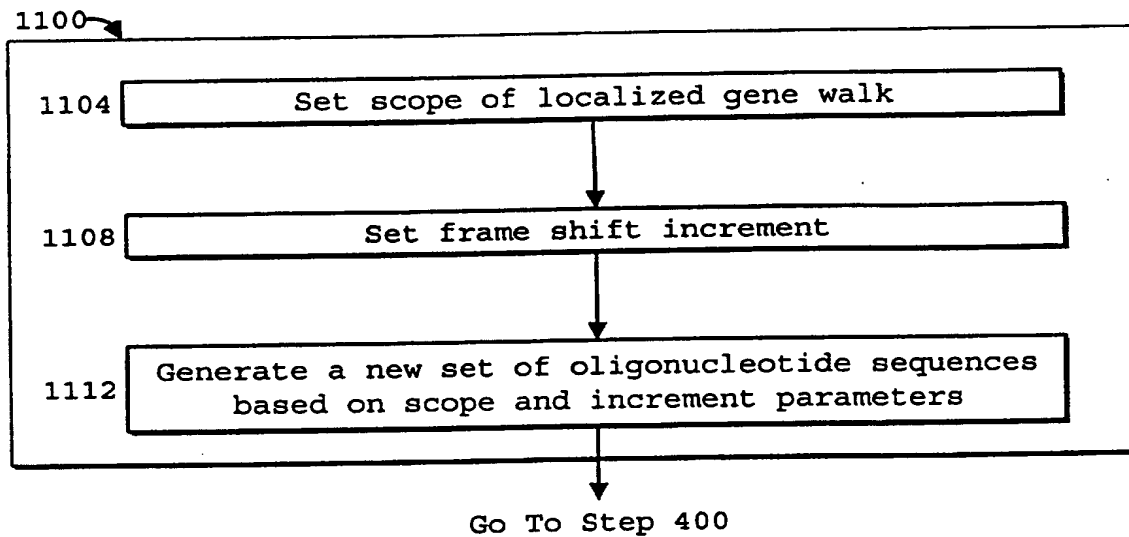 1100
1104 Set scope of localized gene walk
1108 Set frame shift increment
1112 Generate a new set of oligonucleotide sequences
based on scope and increment parameters
Go To Step 400